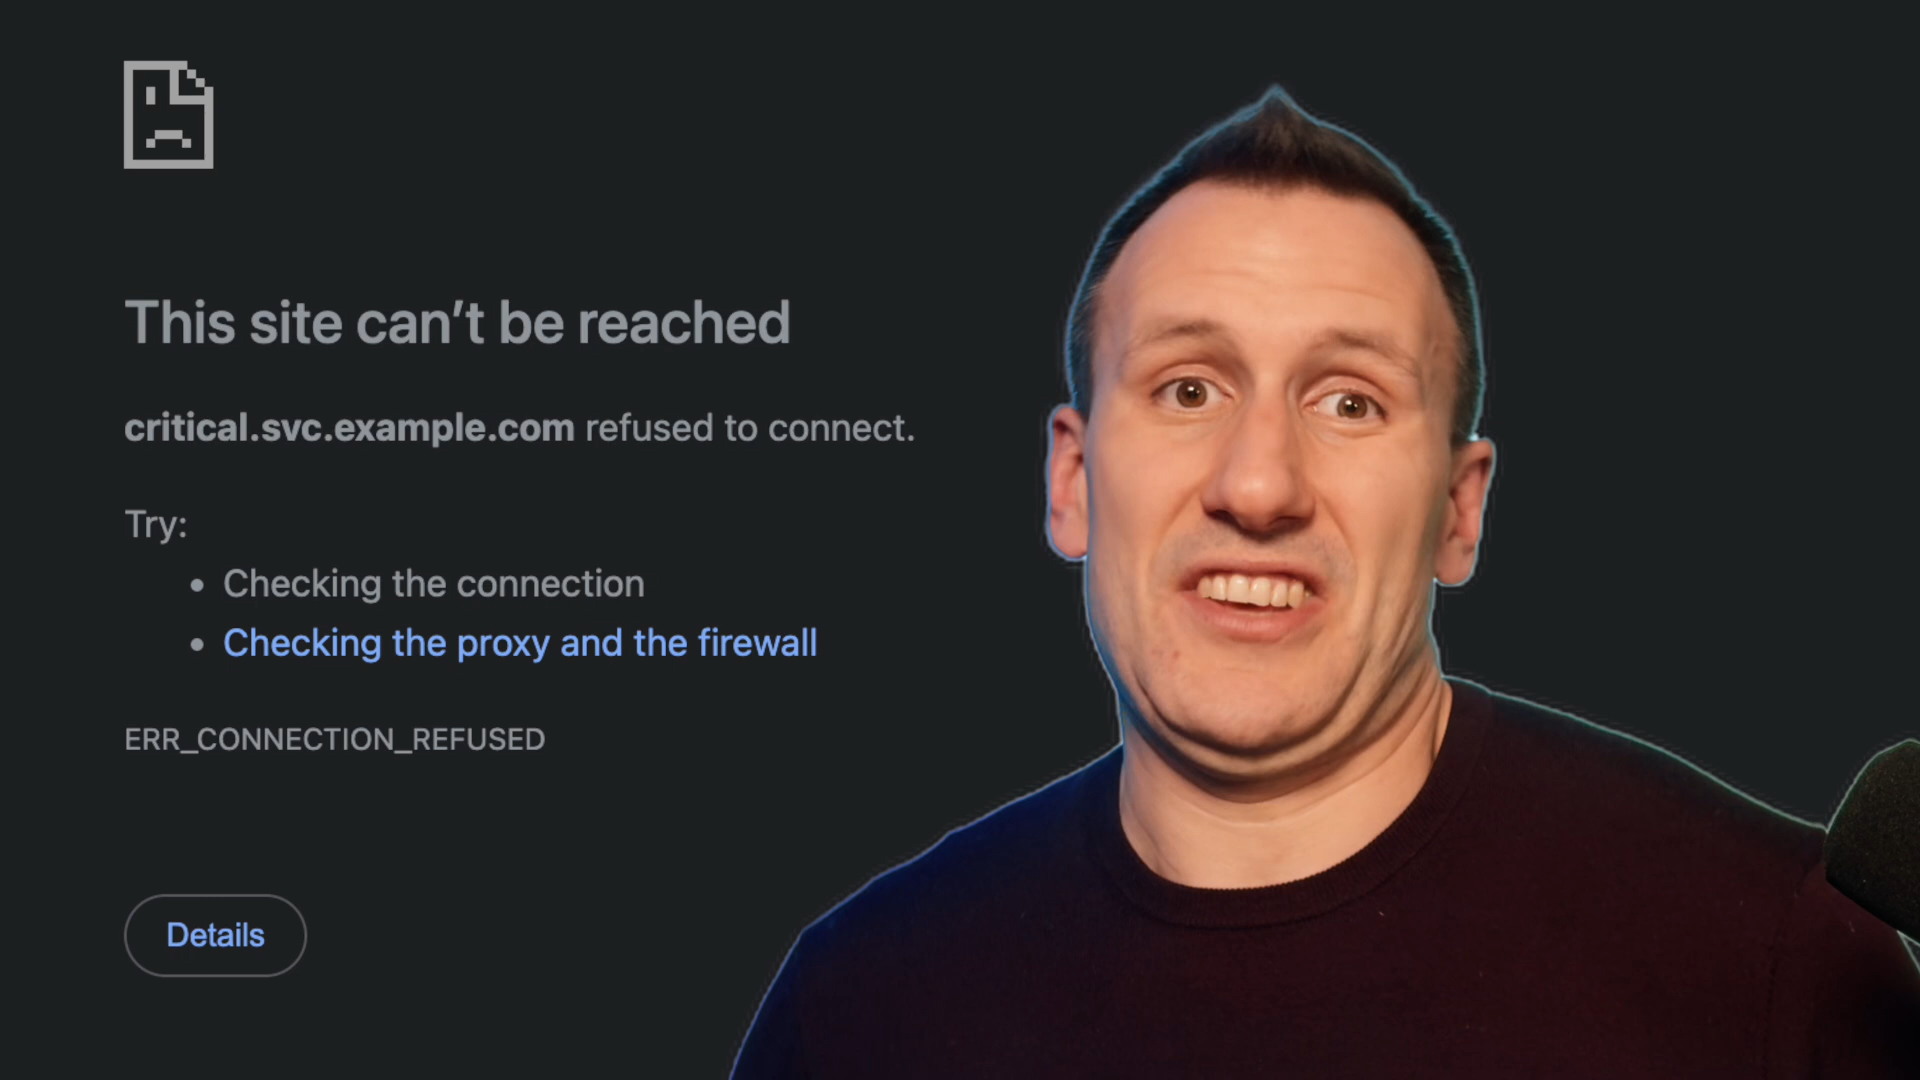 This site can’t be reached
critical.svc.example.com refused to connect.
Try:
• Checking the connection
• Checking the proxy and the firewall
ERR_CONNECTION_REFUSED
Details